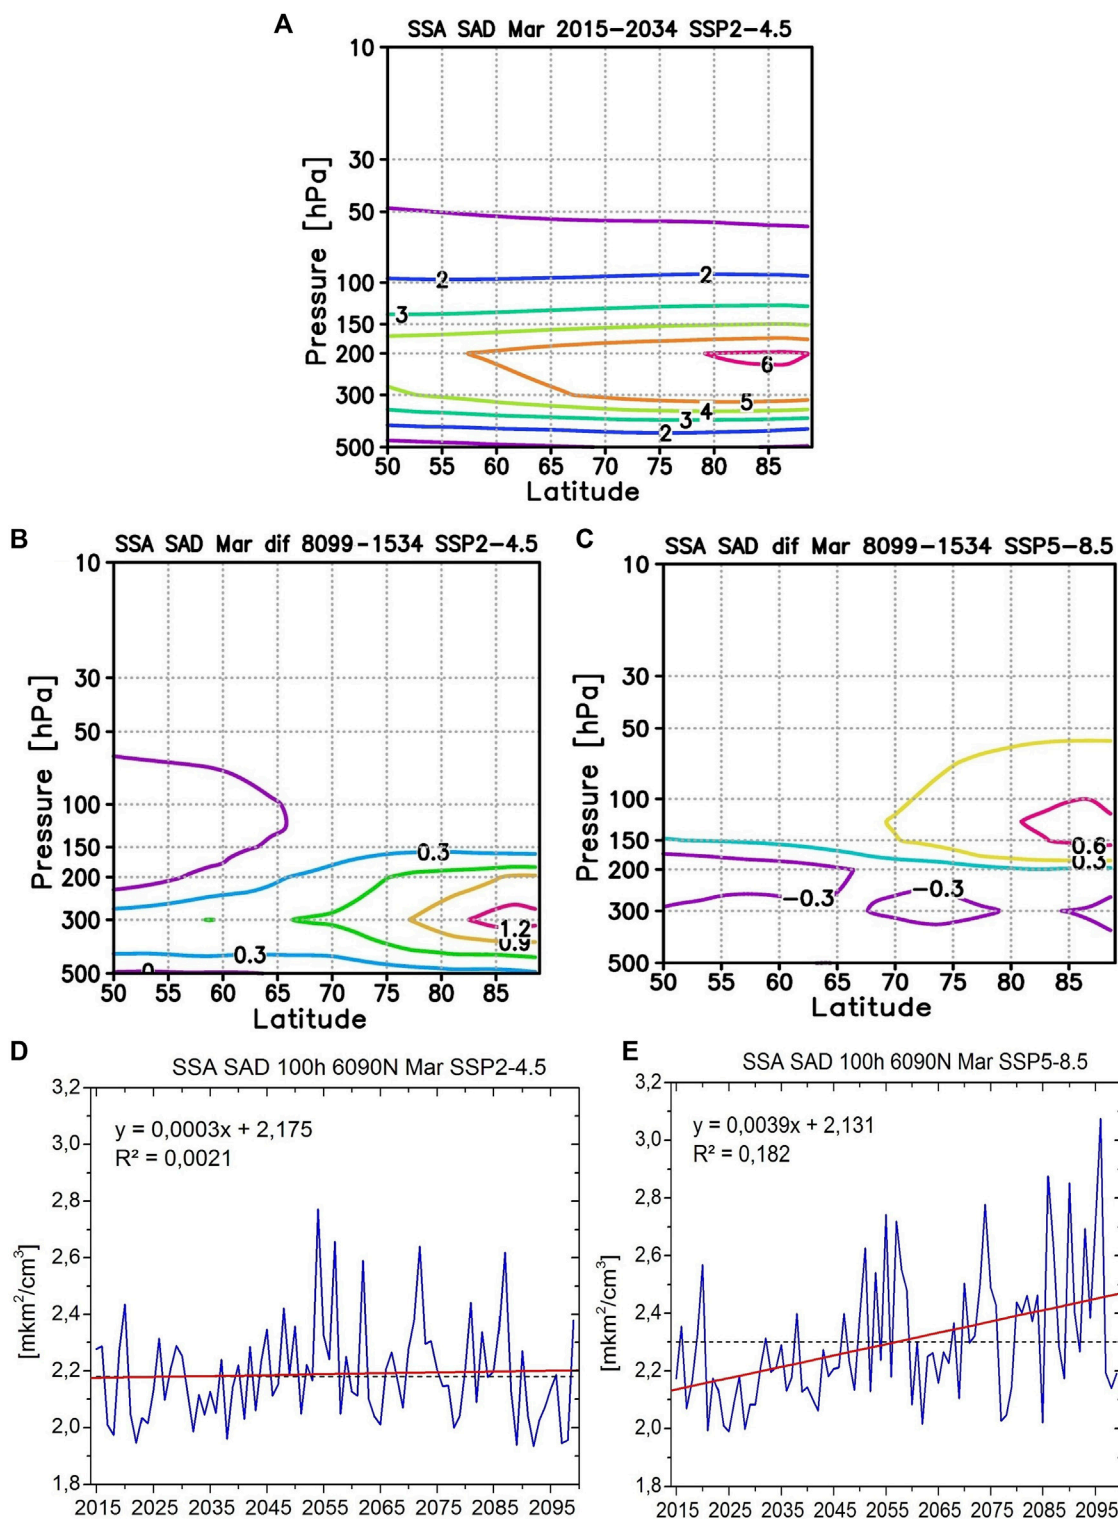 A
SSA SAD Mar 2015-2034 SSP2-4.5
10
30
50
100
150
200
300
500
Pressure [hPa]
2
2
3
6
5
4
3
2
50 55 60 65 70 75 80 85
Latitude
B
SSA SAD Mar dif 8099-1534 SSP2-4.5
10
30
50
100
150
200
300
500
Pressure [hPa]
0.3
1.2
0.9
0.3
0
50 55 60 65 70 75 80 85
Latitude
C
SSA SAD dif Mar 8099-1534 SSP5-8.5
10
30
50
100
150
200
300
500
Pressure [hPa]
0.6
0.3
-0.3
-0.3
50 55 60 65 70 75 80 85
Latitude
D
SSA SAD 100h 6090N Mar SSP2-4.5
y = 0,0003x + 2,175
R² = 0,0021
3,2
3,0
2,8
2,6
2,4
2,2
2,0
1,8
[mkm²/cm³]
2015 2025 2035 2045 2055 2065 2075 2085 2095
E
SSA SAD 100h 6090N Mar SSP5-8.5
y = 0,0039x + 2,131
R² = 0,182
3,2
3,0
2,8
2,6
2,4
2,2
2,0
1,8
[mkm²/cm³]
2015 2025 2035 2045 2055 2065 2075 2085 2095